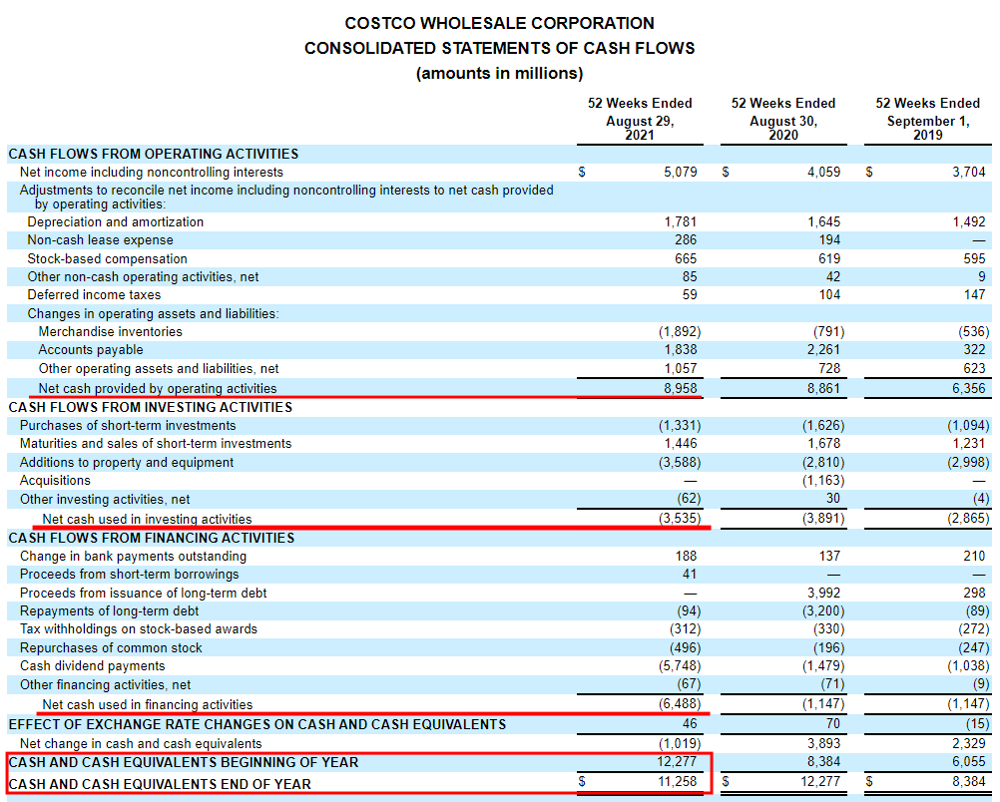 COSTCO WHOLESALE CORPORATION
CONSOLIDATED STATEMENTS OF CASH FLOWS
(amounts in millions)
52 Weeks Ended 52 Weeks Ended 52 Weeks Ended
August 29, August 30, September 1,
2021 2020 2019
CASH FLOWS FROM OPERATING ACTIVITIES
Net income including noncontrolling interests $ 5,079 $ 4,059 $ 3,704
Adjustments to reconcile net income including noncontrolling interests to net cash provided
by operating activities:
Depreciation and amortization 1,781 1,645 1,492
Non-cash lease expense 286 194 —
Stock-based compensation 665 619 595
Other non-cash operating activities, net 85 42 9
Deferred income taxes 59 104 147
Changes in operating assets and liabilities:
Merchandise inventories (1,892) (791) (536)
Accounts payable 1,838 2,261 322
Other operating assets and liabilities, net 1,057 728 623
Net cash provided by operating activities 8,958 8,861 6,356
CASH FLOWS FROM INVESTING ACTIVITIES
Purchases of short-term investments (1,331) (1,626) (1,094)
Maturities and sales of short-term investments 1,446 1,678 1,231
Additions to property and equipment (3,588) (2,810) (2,998)
Acquisitions — (1,163) —
Other investing activities, net (62) 30 (4)
Net cash used in investing activities (3,535) (3,891) (2,865)
CASH FLOWS FROM FINANCING ACTIVITIES
Change in bank payments outstanding 188 137 210
Proceeds from short-term borrowings 41 — —
Proceeds from issuance of long-term debt — 3,992 298
Repayments of long-term debt (94) (3,200) (89)
Tax withholdings on stock-based awards (312) (330) (272)
Repurchases of common stock (496) (196) (247)
Cash dividend payments (5,748) (1,479) (1,038)
Other financing activities, net (67) (71) (9)
Net cash used in financing activities (6,488) (1,147) (1,147)
EFFECT OF EXCHANGE RATE CHANGES ON CASH AND CASH EQUIVALENTS 46 70 (15)
Net change in cash and cash equivalents (1,019) 3,893 2,329
CASH AND CASH EQUIVALENTS BEGINNING OF YEAR 12,277 8,384 6,055
CASH AND CASH EQUIVALENTS END OF YEAR $ 11,258 $ 12,277 $ 8,384